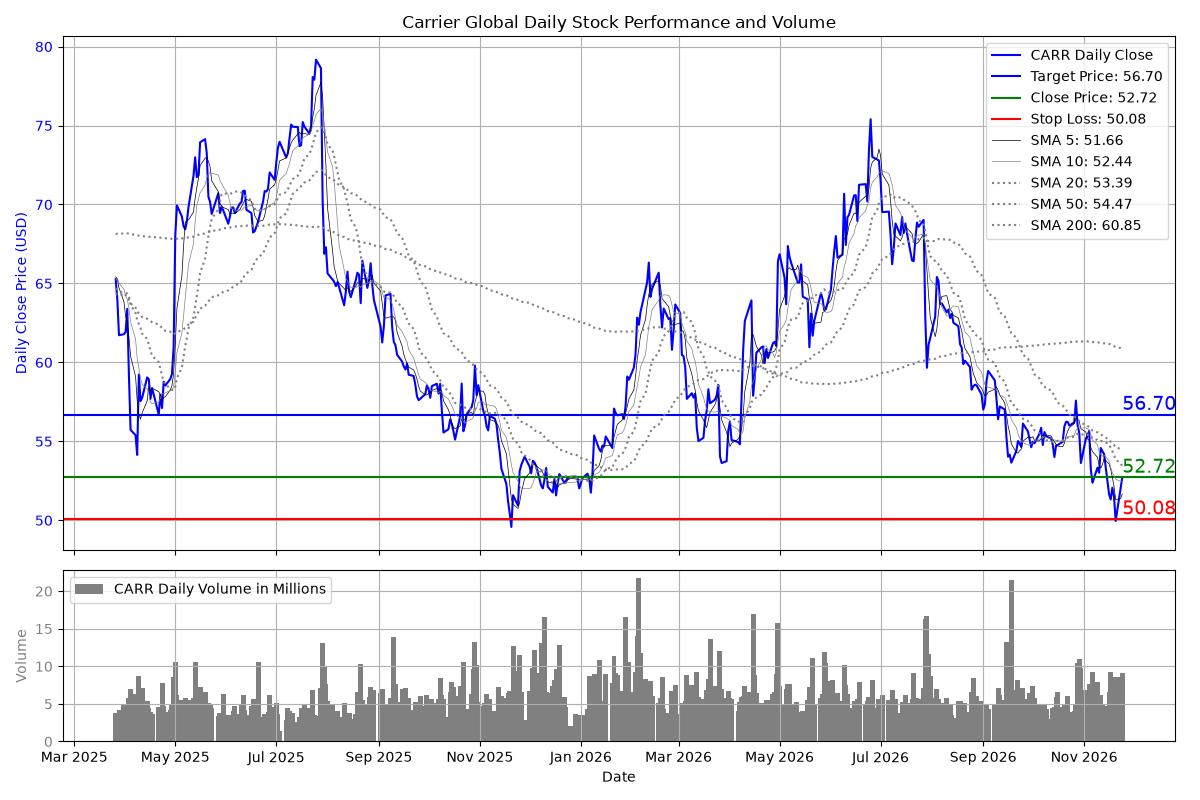 Carrier Global Daily Stock Performance and Volume
80
75
70
65
60
55
50
Daily Close Price (USD)
CARR Daily Close
Target Price: 56.70
Close Price: 52.72
Stop Loss: 50.08
SMA 5: 51.66
SMA 10: 52.44
SMA 20: 53.39
SMA 50: 54.47
SMA 200: 60.85
56.70
52.72
50.08
CARR Daily Volume in Millions
20
15
10
5
0
Volume
Mar 2025
May 2025
Jul 2025
Sep 2025
Nov 2025
Jan 2026
Mar 2026
May 2026
Jul 2026
Sep 2026
Nov 2026
Date